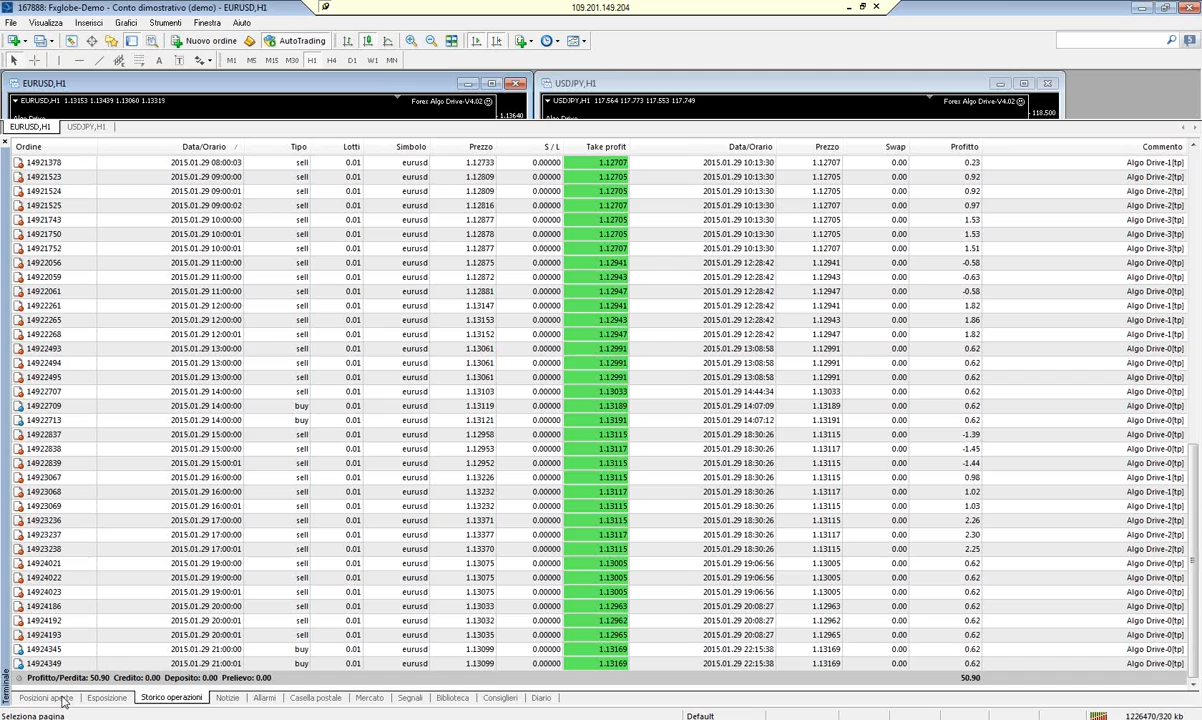 167888: Fxglobe-Demo - Conto dimostrativo (demo) - EURUSD,H1
109.201.149.204
File Visualizza Inserisci Grafici Strumenti Finestra Aiuto
Nuovo ordine AutoTrading
M1 M5 M15 M30 H1 H4 D1 W1 MN
EURUSD,H1 USDJPY,H1
EURUSD,H1 1.13153 1.13439 1.13060 1.13319 Forex Algo Drive-V4.02 USDJPY,H1 117.564 117.773 117.553 117.749 Forex Algo Drive-V4.02
1.13640 118.500
EURUSD,H1 USDJPY,H1
Ordine Data/Orario / Tipo Lotti Simbolo Prezzo S / L Take profit Data/Orario Prezzo Swap Profitto Commento
14921378 2015.01.29 08:00:03 sell 0.01 eurusd 1.12733 0.00000 1.12707 2015.01.29 10:13:30 1.12707 0.00 0.23 Algo Drive-1[tp]
14921523 2015.01.29 09:00:00 sell 0.01 eurusd 1.12809 0.00000 1.12705 2015.01.29 10:13:30 1.12705 0.00 0.92 Algo Drive-2[tp]
14921524 2015.01.29 09:00:01 sell 0.01 eurusd 1.12809 0.00000 1.12705 2015.01.29 10:13:30 1.12705 0.00 0.92 Algo Drive-2[tp]
14921525 2015.01.29 09:00:02 sell 0.01 eurusd 1.12816 0.00000 1.12707 2015.01.29 10:13:30 1.12707 0.00 0.97 Algo Drive-2[tp]
14921743 2015.01.29 10:00:00 sell 0.01 eurusd 1.12877 0.00000 1.12705 2015.01.29 10:13:30 1.12705 0.00 1.53 Algo Drive-3[tp]
14921750 2015.01.29 10:00:01 sell 0.01 eurusd 1.12878 0.00000 1.12705 2015.01.29 10:13:30 1.12705 0.00 1.53 Algo Drive-3[tp]
14921752 2015.01.29 10:00:01 sell 0.01 eurusd 1.12877 0.00000 1.12707 2015.01.29 10:13:30 1.12707 0.00 1.51 Algo Drive-3[tp]
14922056 2015.01.29 11:00:00 sell 0.01 eurusd 1.12875 0.00000 1.12941 2015.01.29 12:28:42 1.12941 0.00 -0.58 Algo Drive-0[tp]
14922059 2015.01.29 11:00:00 sell 0.01 eurusd 1.12872 0.00000 1.12943 2015.01.29 12:28:42 1.12943 0.00 -0.63 Algo Drive-0[tp]
14922061 2015.01.29 11:00:00 sell 0.01 eurusd 1.12881 0.00000 1.12947 2015.01.29 12:28:42 1.12947 0.00 -0.58 Algo Drive-0[tp]
14922261 2015.01.29 12:00:00 sell 0.01 eurusd 1.13147 0.00000 1.12941 2015.01.29 12:28:42 1.12941 0.00 1.82 Algo Drive-1[tp]
14922265 2015.01.29 12:00:00 sell 0.01 eurusd 1.13153 0.00000 1.12943 2015.01.29 12:28:42 1.12943 0.00 1.86 Algo Drive-1[tp]
14922268 2015.01.29 12:00:01 sell 0.01 eurusd 1.13152 0.00000 1.12947 2015.01.29 12:28:42 1.12947 0.00 1.82 Algo Drive-1[tp]
14922493 2015.01.29 13:00:00 sell 0.01 eurusd 1.13061 0.00000 1.12991 2015.01.29 13:08:58 1.12991 0.00 0.62 Algo Drive-0[tp]
14922494 2015.01.29 13:00:00 sell 0.01 eurusd 1.13061 0.00000 1.12991 2015.01.29 13:08:58 1.12991 0.00 0.62 Algo Drive-0[tp]
14922495 2015.01.29 13:00:00 sell 0.01 eurusd 1.13061 0.00000 1.12991 2015.01.29 13:08:58 1.12991 0.00 0.62 Algo Drive-0[tp]
14922707 2015.01.29 14:00:00 sell 0.01 eurusd 1.13103 0.00000 1.13033 2015.01.29 14:44:34 1.13033 0.00 0.62 Algo Drive-0[tp]
14922709 2015.01.29 14:00:00 buy 0.01 eurusd 1.13119 0.00000 1.13189 2015.01.29 14:07:09 1.13189 0.00 0.62 Algo Drive-0[tp]
14922713 2015.01.29 14:00:00 buy 0.01 eurusd 1.13121 0.00000 1.13191 2015.01.29 14:07:12 1.13191 0.00 0.62 Algo Drive-0[tp]
14922837 2015.01.29 15:00:00 sell 0.01 eurusd 1.12958 0.00000 1.13115 2015.01.29 18:30:26 1.13115 0.00 -1.39 Algo Drive-0[tp]
14922838 2015.01.29 15:00:00 sell 0.01 eurusd 1.12953 0.00000 1.13117 2015.01.29 18:30:26 1.13117 0.00 -1.45 Algo Drive-0[tp]
14922839 2015.01.29 15:00:01 sell 0.01 eurusd 1.12952 0.00000 1.13115 2015.01.29 18:30:26 1.13115 0.00 -1.44 Algo Drive-0[tp]
14923067 2015.01.29 16:00:00 sell 0.01 eurusd 1.13226 0.00000 1.13115 2015.01.29 18:30:26 1.13115 0.00 0.98 Algo Drive-1[tp]
14923068 2015.01.29 16:00:00 sell 0.01 eurusd 1.13232 0.00000 1.13117 2015.01.29 18:30:26 1.13117 0.00 1.02 Algo Drive-1[tp]
14923069 2015.01.29 16:00:01 sell 0.01 eurusd 1.13232 0.00000 1.13115 2015.01.29 18:30:26 1.13115 0.00 1.03 Algo Drive-1[tp]
14923236 2015.01.29 17:00:00 sell 0.01 eurusd 1.13371 0.00000 1.13115 2015.01.29 18:30:26 1.13115 0.00 2.26 Algo Drive-2[tp]
14923237 2015.01.29 17:00:00 sell 0.01 eurusd 1.13377 0.00000 1.13117 2015.01.29 18:30:26 1.13117 0.00 2.30 Algo Drive-2[tp]
14923238 2015.01.29 17:00:01 sell 0.01 eurusd 1.13370 0.00000 1.13115 2015.01.29 18:30:26 1.13115 0.00 2.25 Algo Drive-2[tp]
14924021 2015.01.29 19:00:00 sell 0.01 eurusd 1.13075 0.00000 1.13005 2015.01.29 19:06:56 1.13005 0.00 0.62 Algo Drive-0[tp]
14924022 2015.01.29 19:00:00 sell 0.01 eurusd 1.13075 0.00000 1.13005 2015.01.29 19:06:56 1.13005 0.00 0.62 Algo Drive-0[tp]
14924023 2015.01.29 19:00:01 sell 0.01 eurusd 1.13075 0.00000 1.13005 2015.01.29 19:06:56 1.13005 0.00 0.62 Algo Drive-0[tp]
14924186 2015.01.29 20:00:00 sell 0.01 eurusd 1.13033 0.00000 1.12963 2015.01.29 20:08:27 1.12963 0.00 0.62 Algo Drive-0[tp]
14924192 2015.01.29 20:00:01 sell 0.01 eurusd 1.13032 0.00000 1.12962 2015.01.29 20:08:27 1.12962 0.00 0.62 Algo Drive-0[tp]
14924193 2015.01.29 20:00:01 sell 0.01 eurusd 1.13035 0.00000 1.12965 2015.01.29 20:08:27 1.12965 0.00 0.62 Algo Drive-0[tp]
14924345 2015.01.29 21:00:01 buy 0.01 eurusd 1.13099 0.00000 1.13169 2015.01.29 22:15:38 1.13169 0.00 0.62 Algo Drive-0[tp]
14924349 2015.01.29 21:00:01 buy 0.01 eurusd 1.13099 0.00000 1.13169 2015.01.29 22:15:38 1.13169 0.00 0.62 Algo Drive-0[tp]
Profitto/Perdita: 50.90 Credito: 0.00 Deposito: 0.00 Prelievo: 0.00 50.90
Terminale
Posizioni aperte Esposizione Storico operazioni Notizie Allarmi Casella postale Mercato Segnali Biblioteca Consiglieri Diario
Seleziona pagina Default 1226470/320 kb